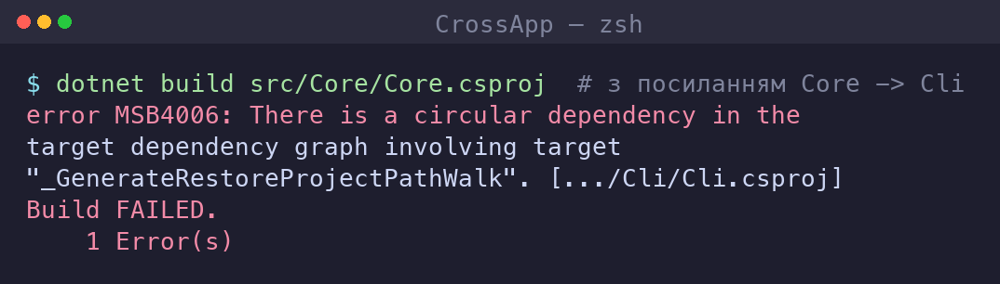 CrossApp — zsh
$ dotnet build src/Core/Core.csproj  # з посиланням Core —> Cli
error MSB4006: There is a circular dependency in the
target dependency graph involving target
"_GenerateRestoreProjectPathWalk". [.../Cli/Cli.csproj]
Build FAILED.
    1 Error(s)